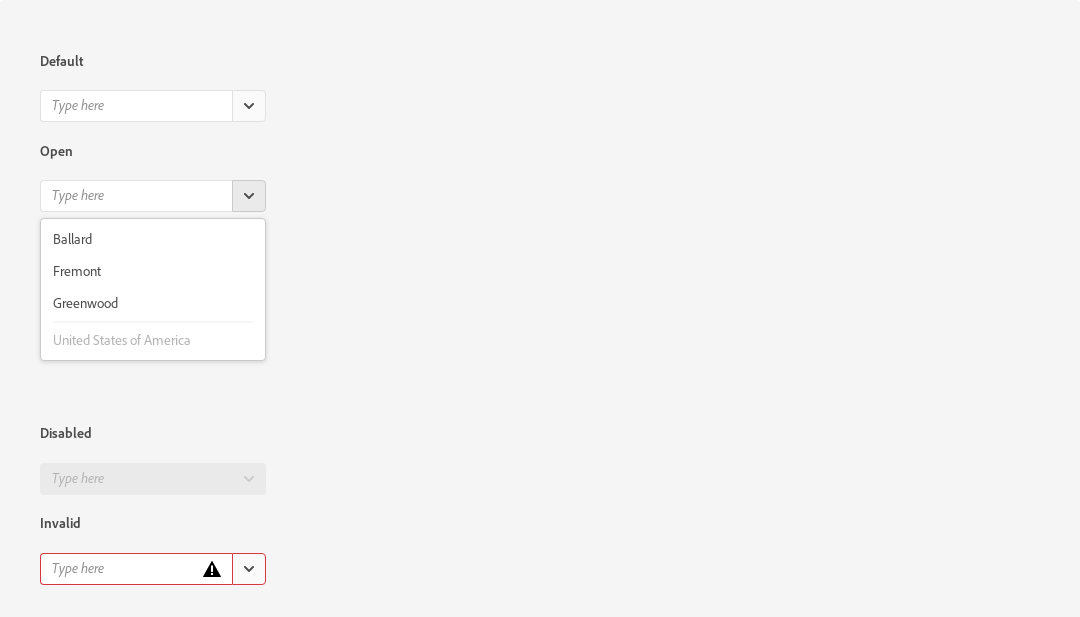 Default
Type here
Open
Type here
Ballard
Fremont
Greenwood
United States of America
Disabled
Type here
Invalid
Type here